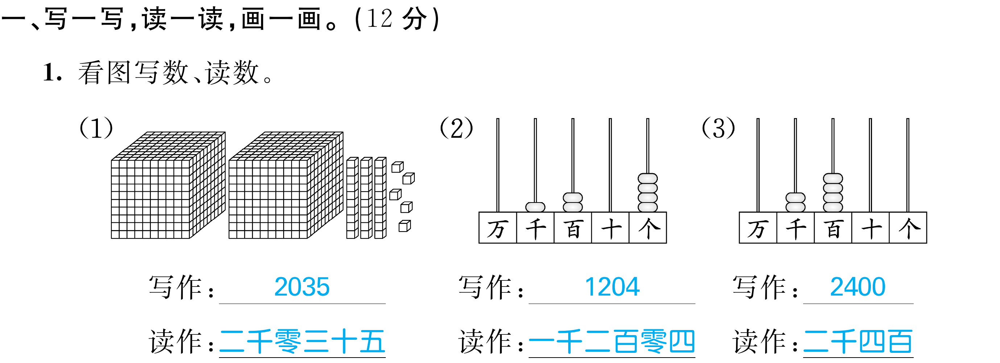 一、写一写,读一读,画一画。(12 分)
1. 看图写数、读数。
(1) (2) (3)
万 千 百 十 个 万 千 百 十 个
写作: 2035 写作: 1204 写作: 2400
读作: 二千零三十五 读作: 一千二百零四 读作: 二千四百